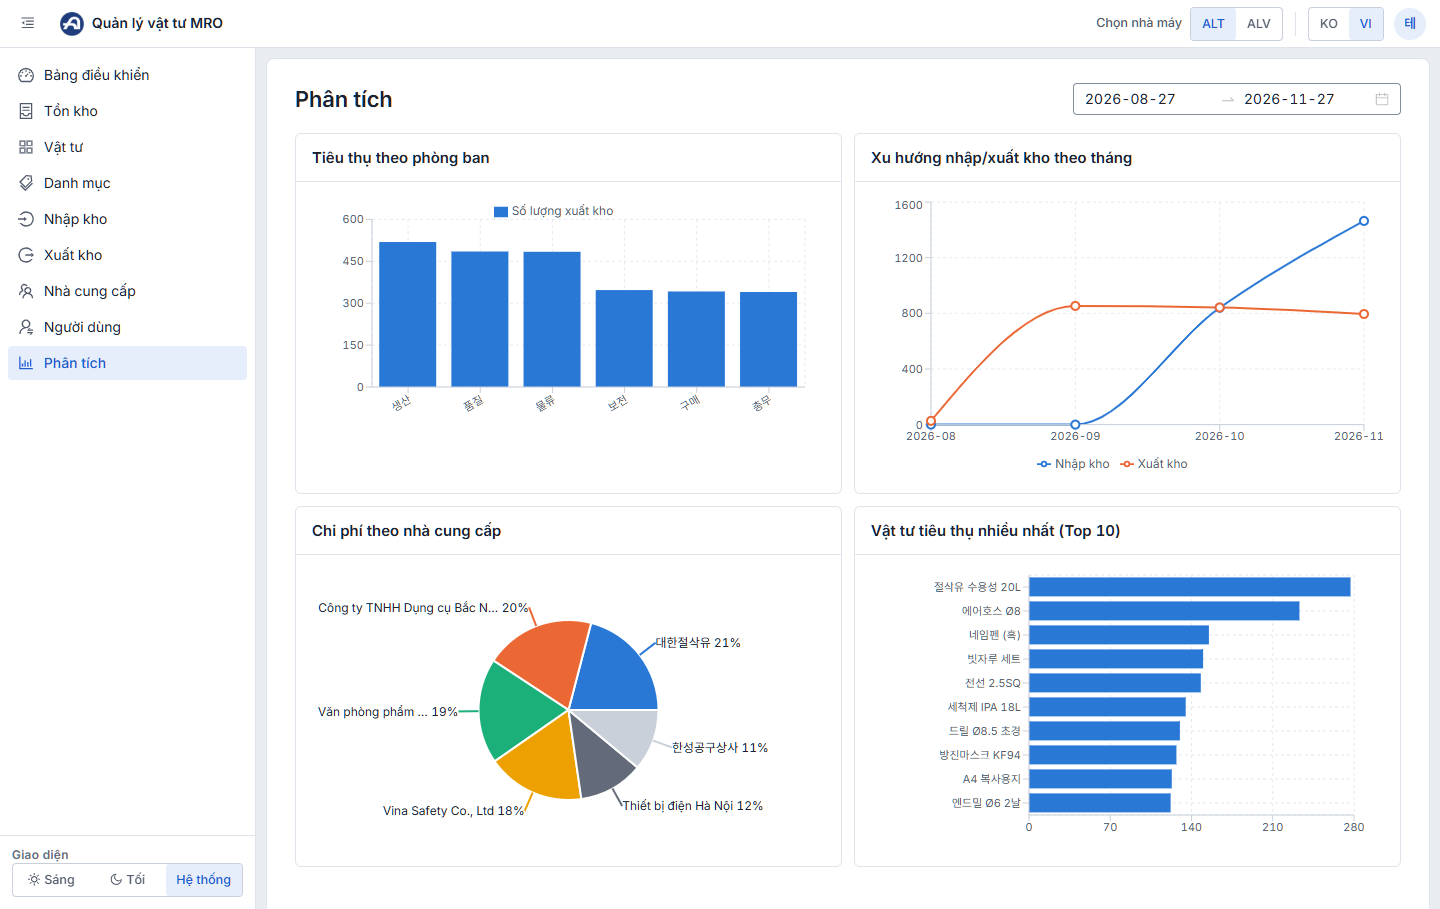 Quản lý vật tư MRO
Chọn nhà máy
ALT
ALV
KO
VI
테
Bảng điều khiển
Tồn kho
Vật tư
Danh mục
Nhập kho
Xuất kho
Nhà cung cấp
Người dùng
Phân tích
Giao diện
Sáng
Tối
Hệ thống
Phân tích
2026-08-27
2026-11-27
Tiêu thụ theo phòng ban
Số lượng xuất kho
600
450
300
150
0
생산
품질
물류
보전
구매
총무
Xu hướng nhập/xuất kho theo tháng
1600
1200
800
400
0
2026-08
2026-09
2026-10
2026-11
Nhập kho
Xuất kho
Chi phí theo nhà cung cấp
Công ty TNHH Dụng cụ Bắc N... 20%
대한절삭유 21%
Văn phòng phẩm ... 19%
한성공구상사 11%
Vina Safety Co., Ltd 18%
Thiết bị điện Hà Nội 12%
Vật tư tiêu thụ nhiều nhất (Top 10)
절삭유 수용성 20L
에어호스 Ø8
네임펜 (흑)
빗자루 세트
전선 2.5SQ
세척제 IPA 18L
드릴 Ø8.5 초경
방진마스크 KF94
A4 복사용지
엔드밀 Ø6 2날
0
70
140
210
280